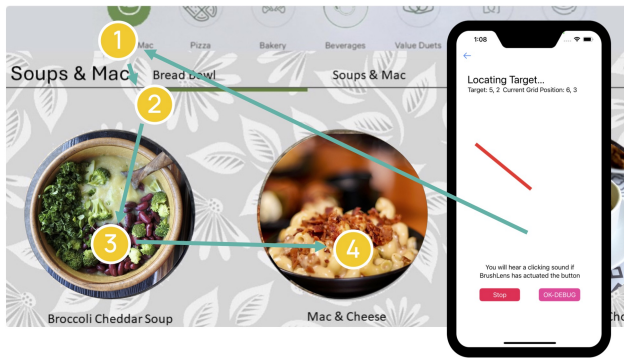 Mac
Pizza
Bakery
Beverages
Value Duets
1
Soups & Mac
Bread Bowl
Soups & Mac
2
3
4
Broccoli Cheddar Soup
Mac & Cheese
1:08
Locating Target...
Target: 5, 2 Current Grid Position: 6, 3
You will hear a clicking sound if
BrushLens has actuated the button
Stop
OK-DEBUG